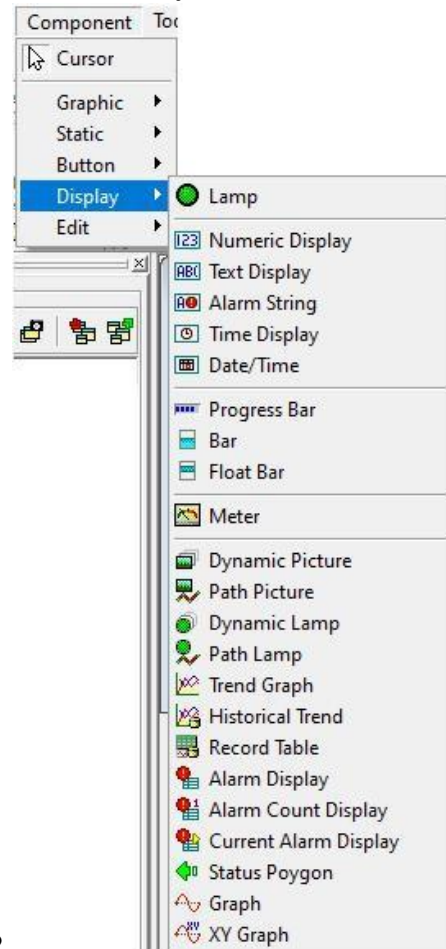 Component
Cursor
Graphic
Static
Button
Display
Edit
Lamp
Numeric Display
Text Display
Alarm String
Time Display
Date/Time
Progress Bar
Bar
Float Bar
Meter
Dynamic Picture
Path Picture
Dynamic Lamp
Path Lamp
Trend Graph
Historical Trend
Record Table
Alarm Display
Alarm Count Display
Current Alarm Display
Status Poygon
Graph
XY Graph